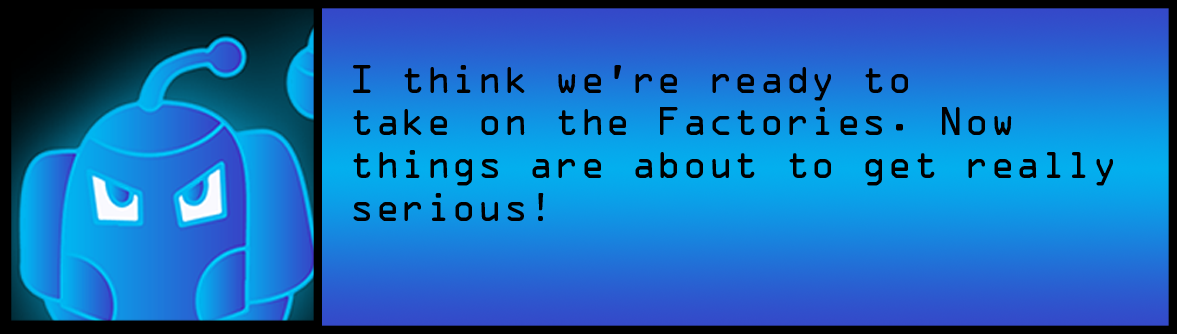 I think we're ready to
take on the Factories. Now
things are about to get really
serious!